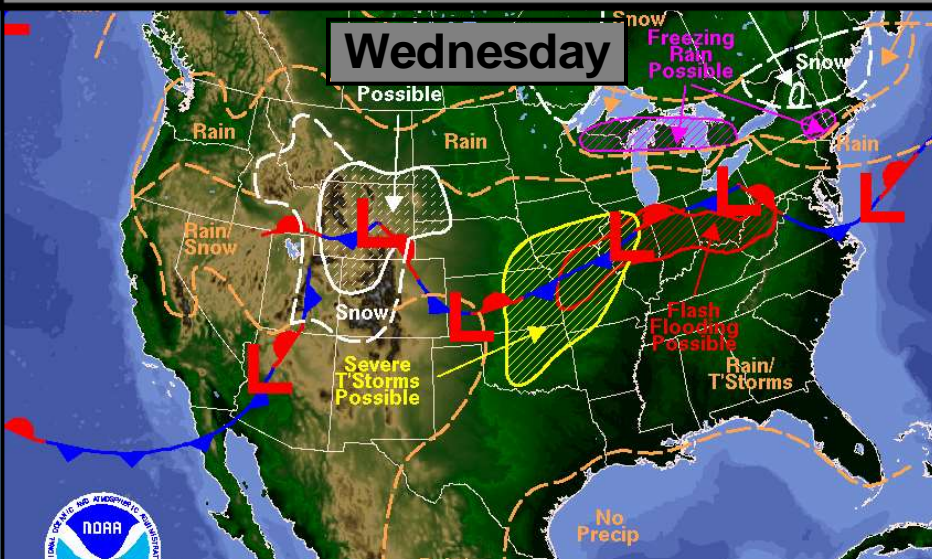 Snow
Wednesday
Freezing
Rain
Possible
Snow
Possible
Rain
Rain
Rain
Rain/
Snow
Snow
Flash
Flooding
Possible
Severe
T'Storms
Possible
Rain/
T'Storms
No
Precip
NOAA
L
L
L
L
L
L